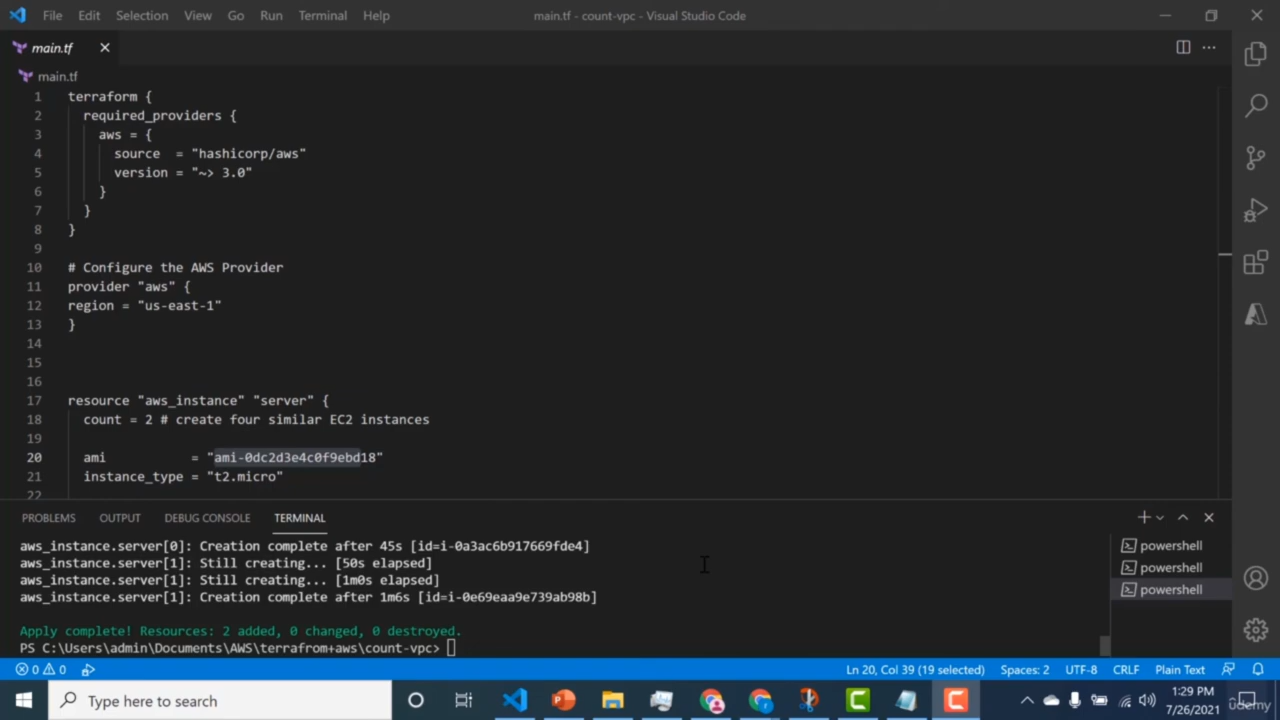 File Edit Selection View Go Run Terminal Help main.tf - count-vpc - Visual Studio Code
main.tf
main.tf
1 terraform {
2 required_providers {
3 aws = {
4 source = "hashicorp/aws"
5 version = "~> 3.0"
6 }
7 }
8 }
9
10 # Configure the AWS Provider
11 provider "aws" {
12 region = "us-east-1"
13 }
14
15
16
17 resource "aws_instance" "server" {
18 count = 2 # create four similar EC2 instances
19
20 ami = "ami-0dc2d3e4c0f9ebd18"
21 instance_type = "t2.micro"
22
PROBLEMS OUTPUT DEBUG CONSOLE TERMINAL
aws_instance.server[0]: Creation complete after 45s [id=i-0a3ac6b917669fde4]
aws_instance.server[1]: Still creating... [50s elapsed]
aws_instance.server[1]: Still creating... [1m0s elapsed]
aws_instance.server[1]: Creation complete after 1m6s [id=i-0e69eaa9e739ab98b]
Apply complete! Resources: 2 added, 0 changed, 0 destroyed.
PS C:\Users\admin\Documents\AWS\terrafrom+aws\count-vpc>
powershell
powershell
powershell
0 0 Ln 20, Col 39 (19 selected) Spaces: 2 UTF-8 CRLF Plain Text
Type here to search
1:29 PM
7/26/2021
udemy